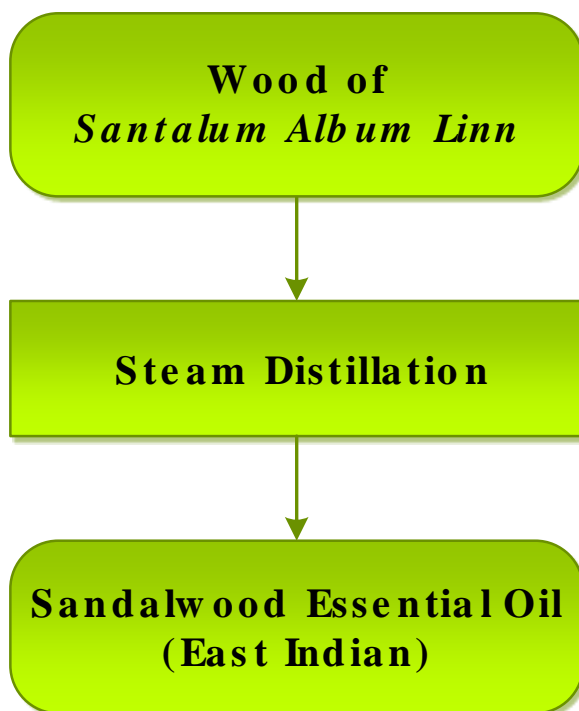 Wood of
Santalum Album Linn
Steam Distillation
Sandalwood Essential Oil
(East Indian)